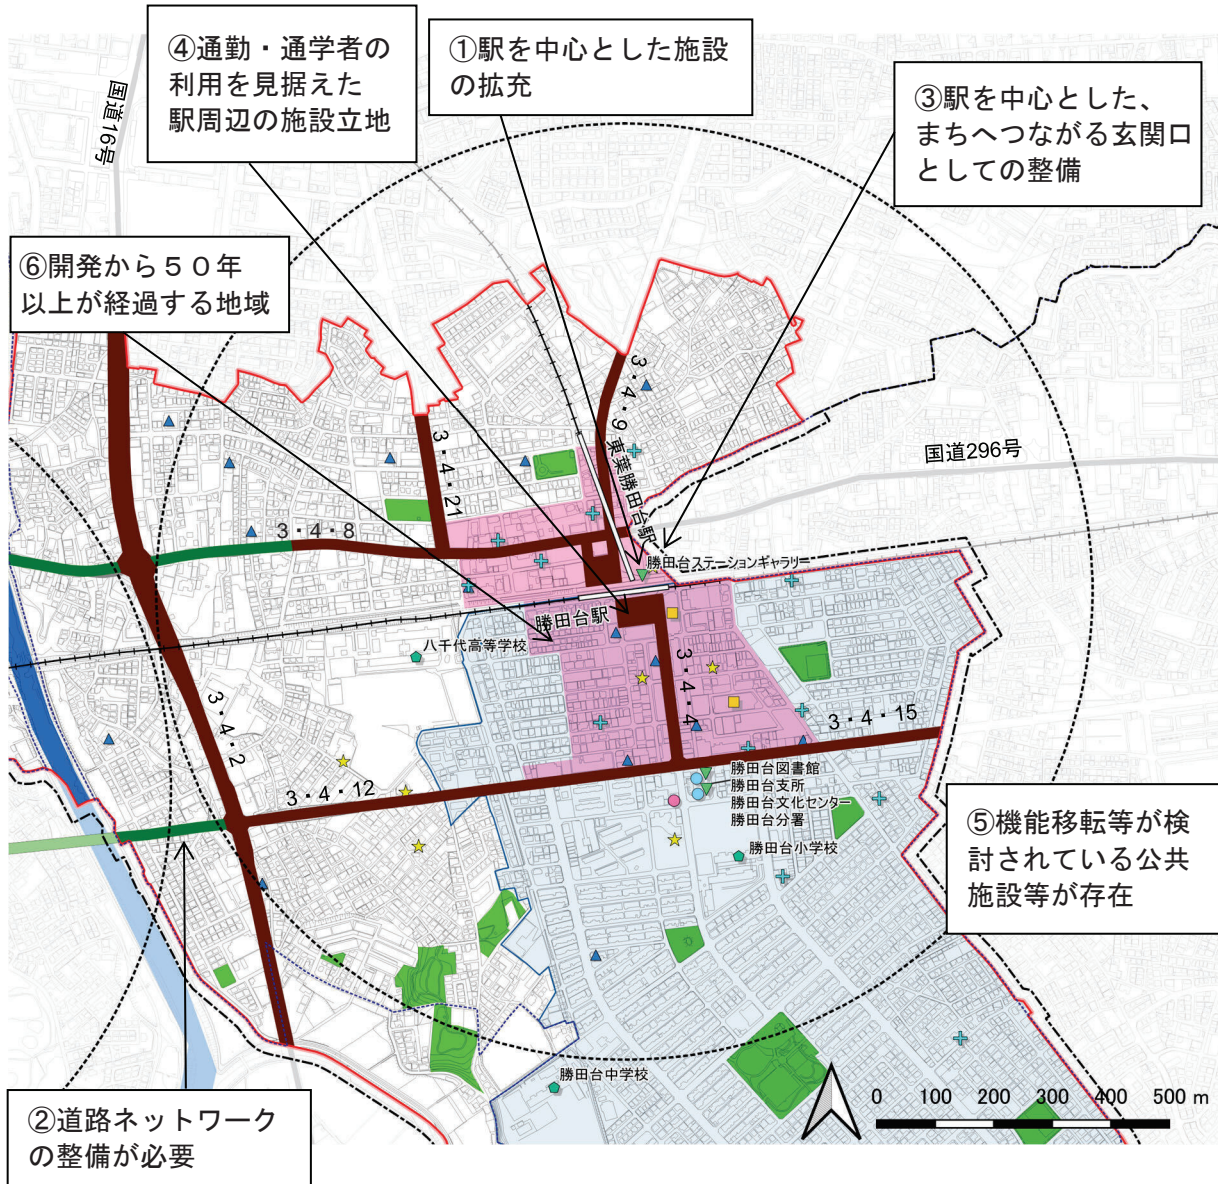 ④通勤・通学者の
利用を見据えた
駅周辺の施設立地
①駅を中心とした施設
の拡充
③駅を中心とした、
まちへつながる玄関口
としての整備
国道16号
⑥開発から５０年
以上が経過する地域
3・4・9
東葉勝田台駅
国道296号
3・4・21
3・4・8
勝田台ステーションギャラリー
勝田台駅
八千代高等学校
3・4・4
3・4・2
3・4・15
3・4・12
勝田台図書館
勝田台支所
勝田台文化センター
勝田台分署
勝田台小学校
⑤機能移転等が検
討されている公共
施設等が存在
勝田台中学校
0 100 200 300 400 500 m
②道路ネットワーク
の整備が必要